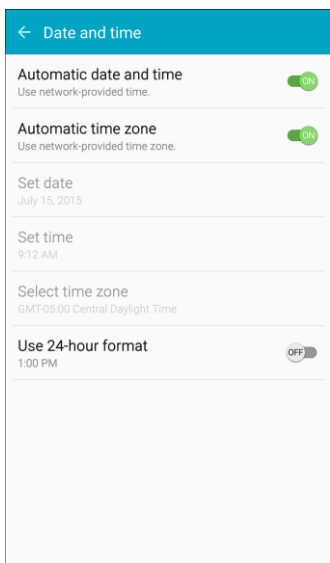 Date and time
Automatic date and time
Use network-provided time.
ON
Automatic time zone
Use network-provided time zone.
ON
Set date
July 15, 2015
Set time
9:12 AM
Select time zone
GMT-05:00 Central Daylight Time
Use 24-hour format
1:00 PM
OFF